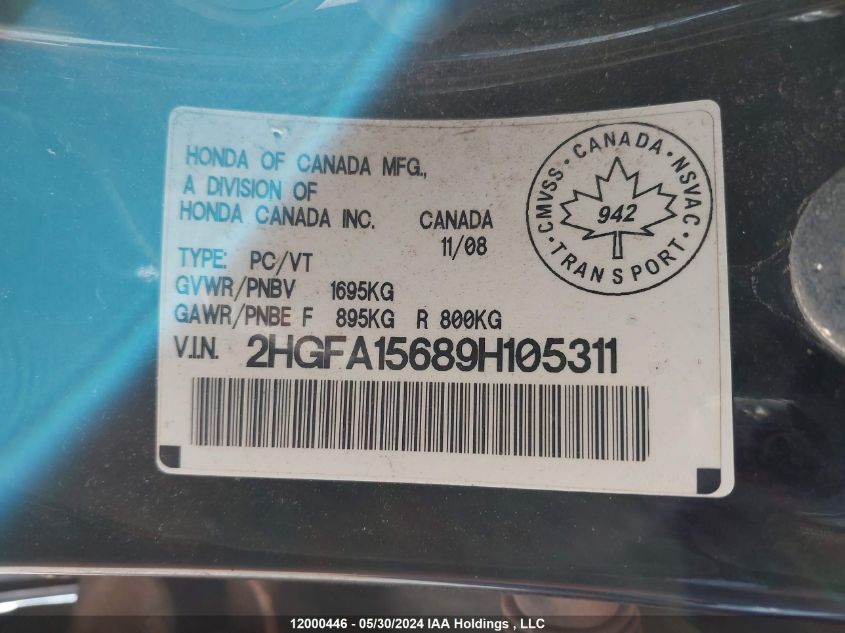 HONDA OF CANADA MFG.,
A DIVISION OF
HONDA CANADA INC. CANADA
11/08
TYPE: PC/VT
GVWR/PNBV 1695KG
GAWR/PNBE F 895KG R 800KG
V.I.N. 2HGFA15689H105311
CMVSS · CANADA · NSVAC
942
· TRANSPORT ·
12000446 - 05/30/2024 IAA Holdings , LLC